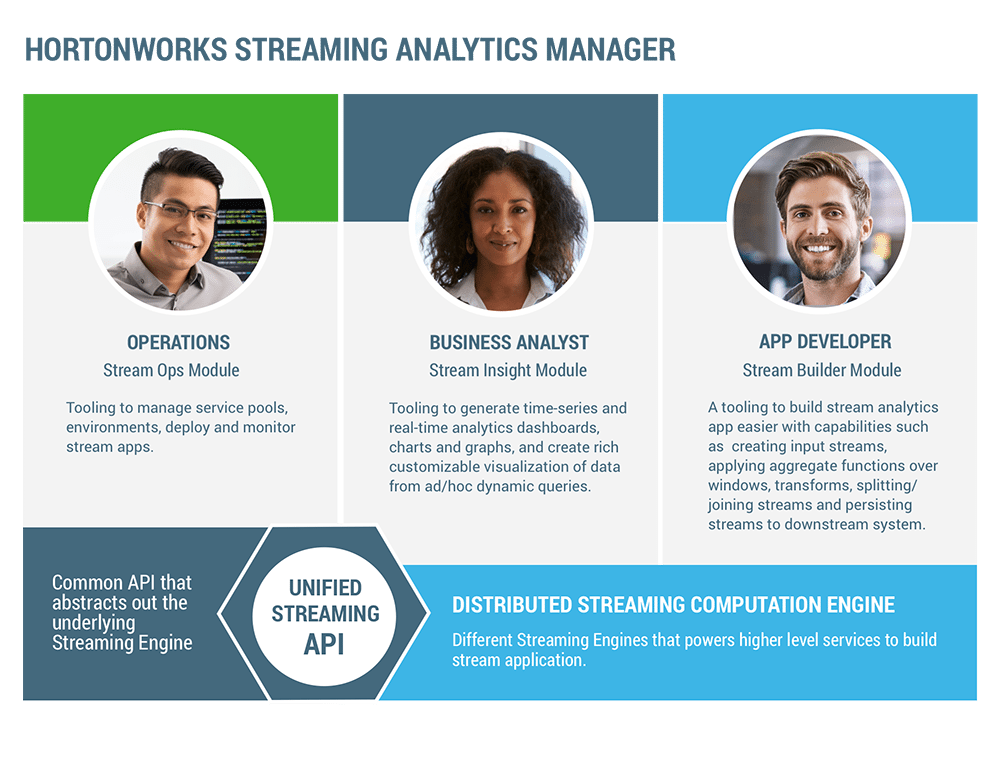 HORTONWORKS STREAMING ANALYTICS MANAGER
OPERATIONS
Stream Ops Module
Tooling to manage service pools,
environments, deploy and monitor
stream apps.
BUSINESS ANALYST
Stream Insight Module
Tooling to generate time-series and
real-time analytics dashboards,
charts and graphs, and create rich
customizable visualization of data
from ad/hoc dynamic queries.
APP DEVELOPER
Stream Builder Module
A tooling to build stream analytics
app easier with capabilities such
as  creating input streams,
applying aggregate functions over
windows, transforms, splitting/
joining streams and persisting
streams to downstream system.
Common API that
abstracts out the
underlying
Streaming Engine
UNIFIED
STREAMING
API
DISTRIBUTED STREAMING COMPUTATION ENGINE
Different Streaming Engines that powers higher level services to build
stream application.